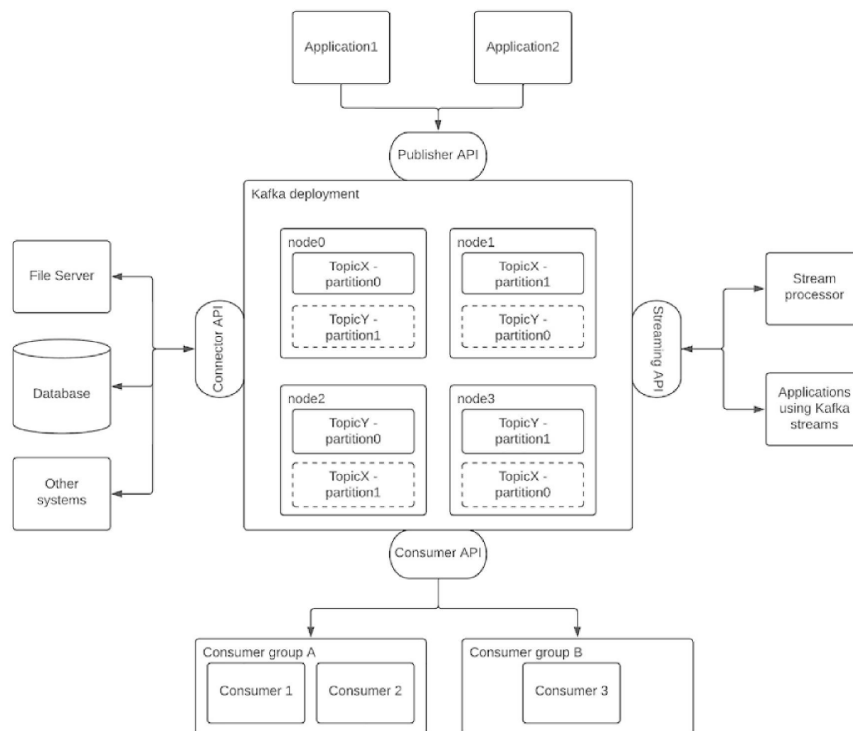 Application1
Application2
Publisher API
Kafka deployment
node0
TopicX -
partition0
TopicY -
partition1
node1
TopicX -
partition1
TopicY -
partition0
node2
TopicY -
partition0
TopicX -
partition1
node3
TopicY -
partition1
TopicX -
partition0
File Server
Database
Other
systems
Connector API
Streaming API
Stream
processor
Applications
using Kafka
streams
Consumer API
Consumer group A
Consumer 1
Consumer 2
Consumer group B
Consumer 3